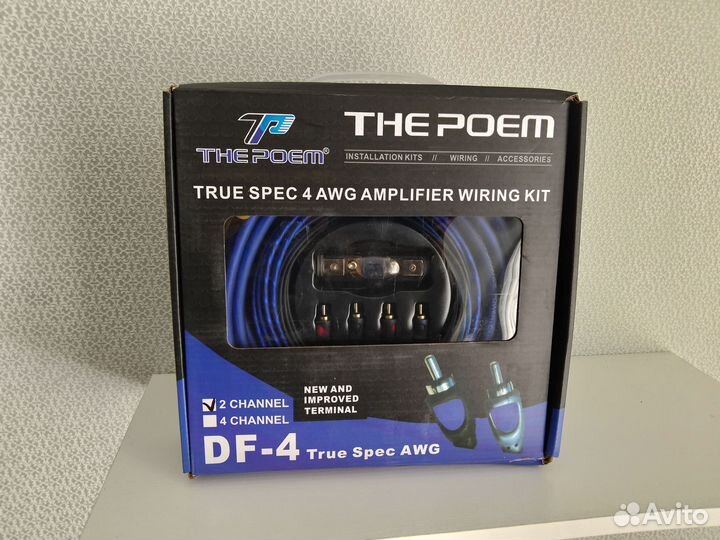 THE POEM
THE POEM®
INSTALLATION KITS // WIRING // ACCESSORIES
TRUE SPEC 4 AWG AMPLIFIER WIRING KIT
2 CHANNEL
4 CHANNEL
NEW AND
IMPROVED
TERMINAL
DF-4 True Spec AWG
Avito